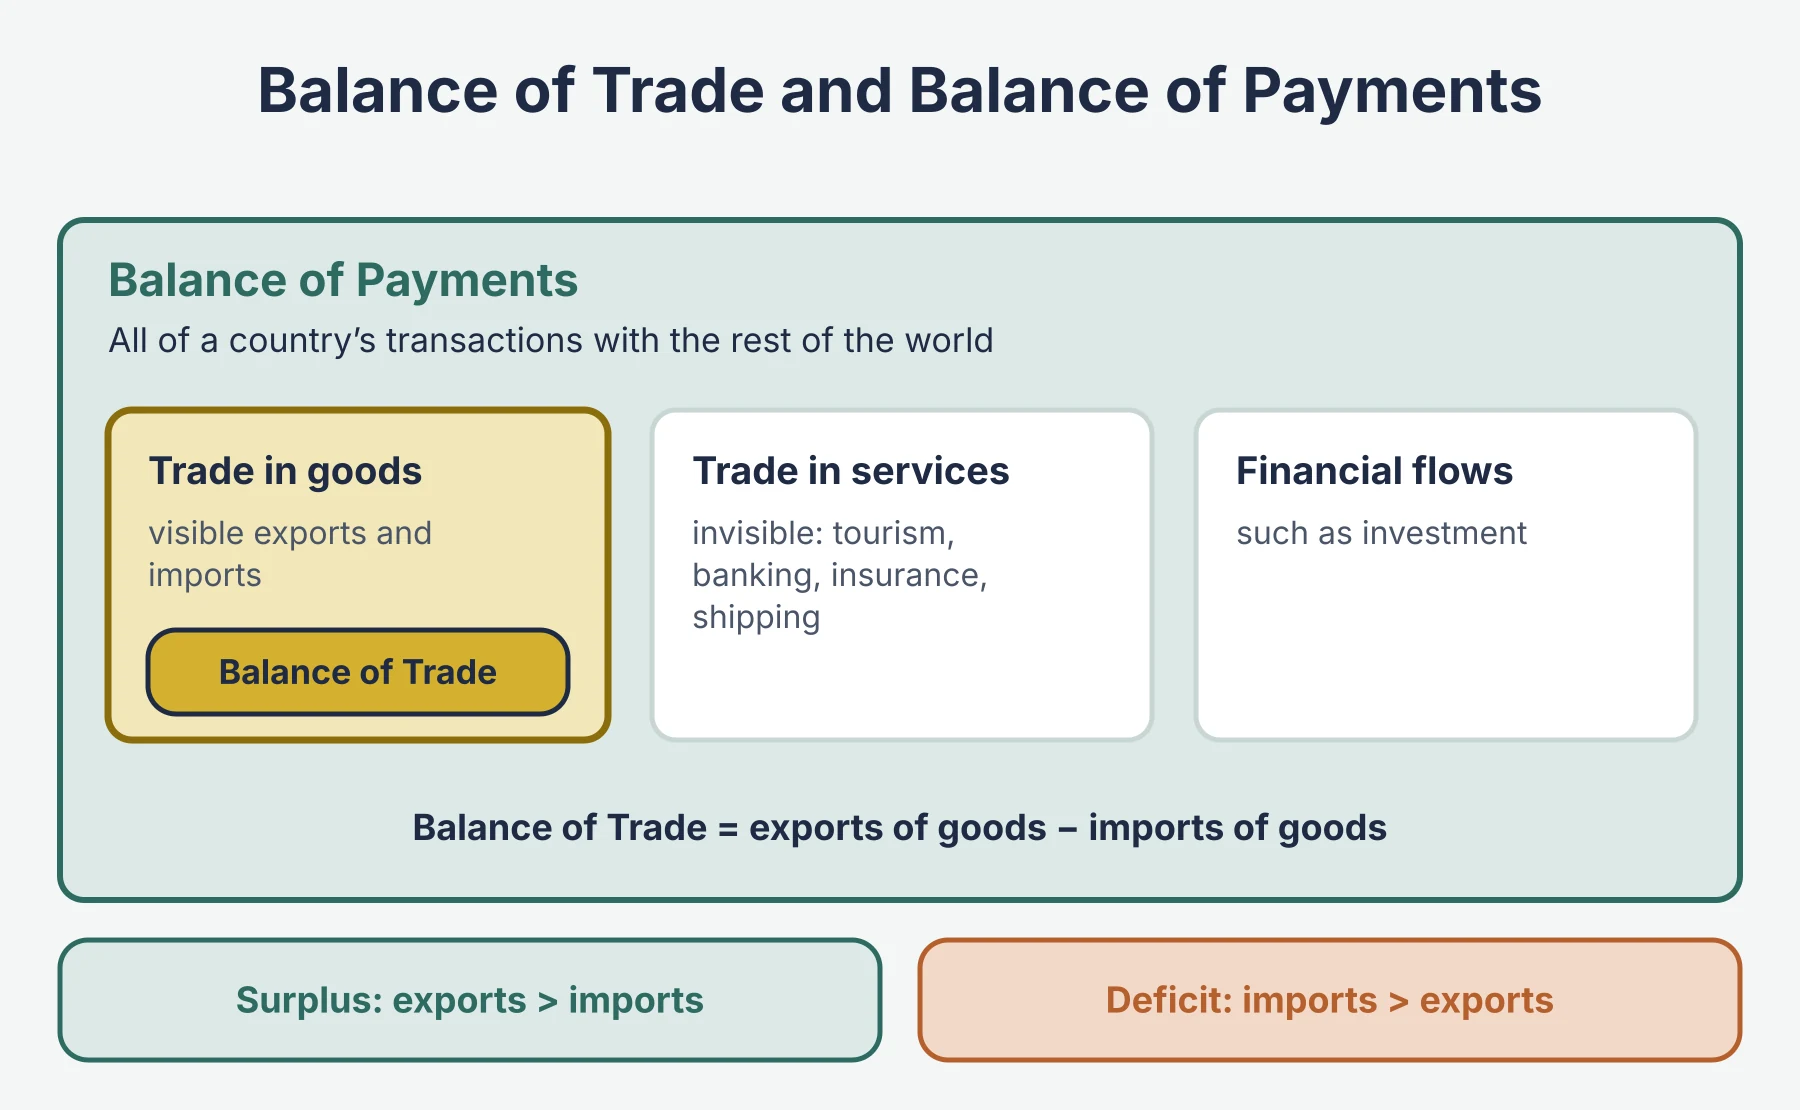 Balance of Trade and Balance of Payments
Balance of Payments
All of a country’s transactions with the rest of the world
Trade in goods
visible exports and
imports
Balance of Trade
Trade in services
invisible: tourism,
banking, insurance,
shipping
Financial flows
such as investment
Balance of Trade = exports of goods − imports of goods
Surplus: exports > imports
Deficit: imports > exports